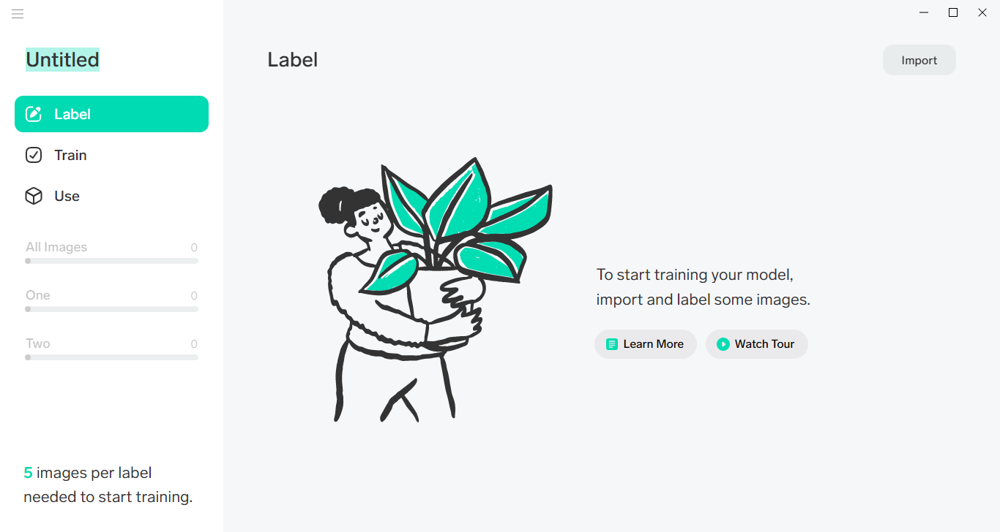 Untitled
Label
Train
Use
All Images 0
One 0
Two 0
5 images per label
needed to start training.
Label
Import
To start training your model,
import and label some images.
Learn More
Watch Tour